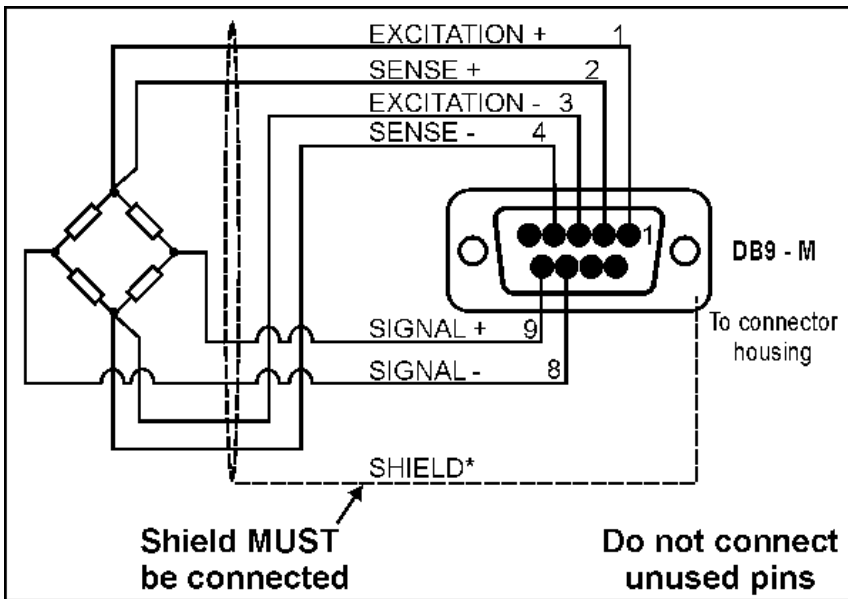 EXCITATION + 1
SENSE + 2
EXCITATION - 3
SENSE - 4
1
DB9 - M
To connector
housing
SIGNAL + 9
SIGNAL - 8
SHIELD*
Shield MUST
be connected
Do not connect
unused pins